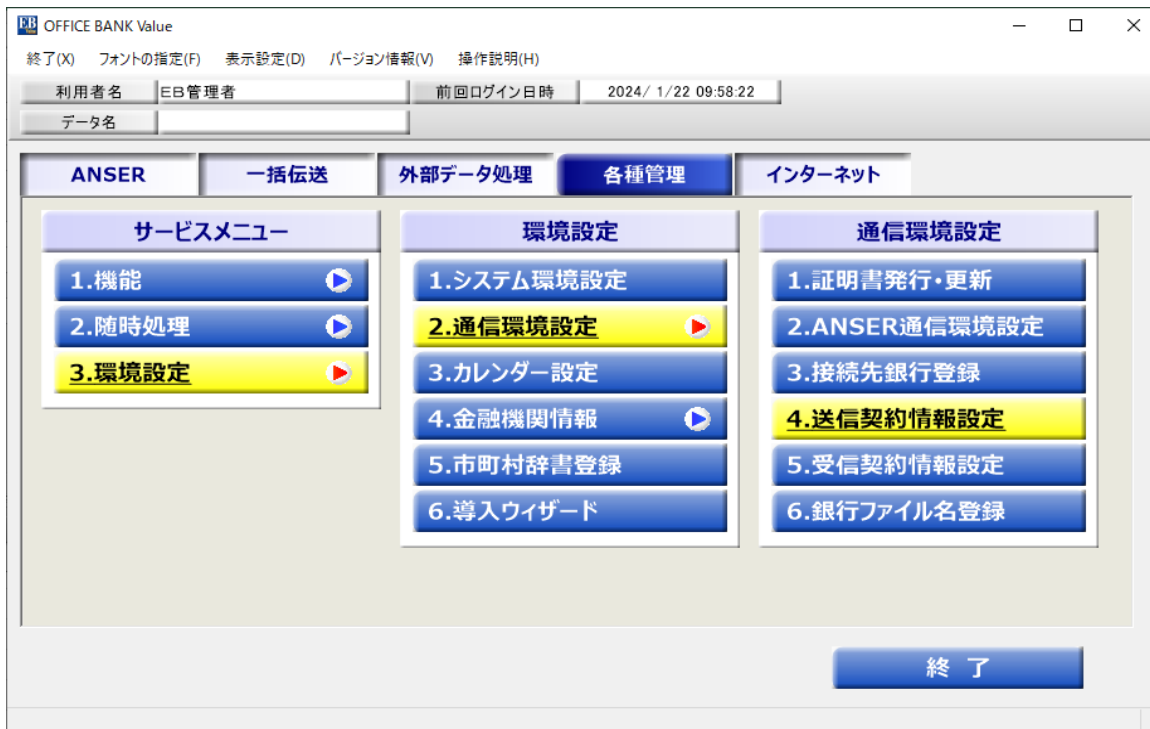 EB OFFICE BANK Value
終了(X) フォントの指定(F) 表示設定(D) バージョン情報(V) 操作説明(H)
利用者名 EB管理者 前回ログイン日時 2024/ 1/22 09:58:22
データ名
ANSER 一括伝送 外部データ処理 各種管理 インターネット
サービスメニュー
1.機能
2.随時処理
3.環境設定
環境設定
1.システム環境設定
2.通信環境設定
3.カレンダー設定
4.金融機関情報
5.市町村辞書登録
6.導入ウィザード
通信環境設定
1.証明書発行・更新
2.ANSER通信環境設定
3.接続先銀行登録
4.送信契約情報設定
5.受信契約情報設定
6.銀行ファイル名登録
終 了